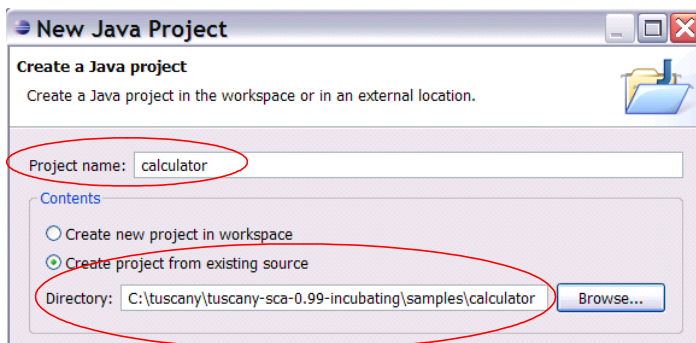 New Java Project
Create a Java project
Create a Java project in the workspace or in an external location.
Project name: calculator
Contents
Create new project in workspace
Create project from existing source
Directory: C:\tuscany\tuscany-sca-0.99-incubating\samples\calculator Browse...